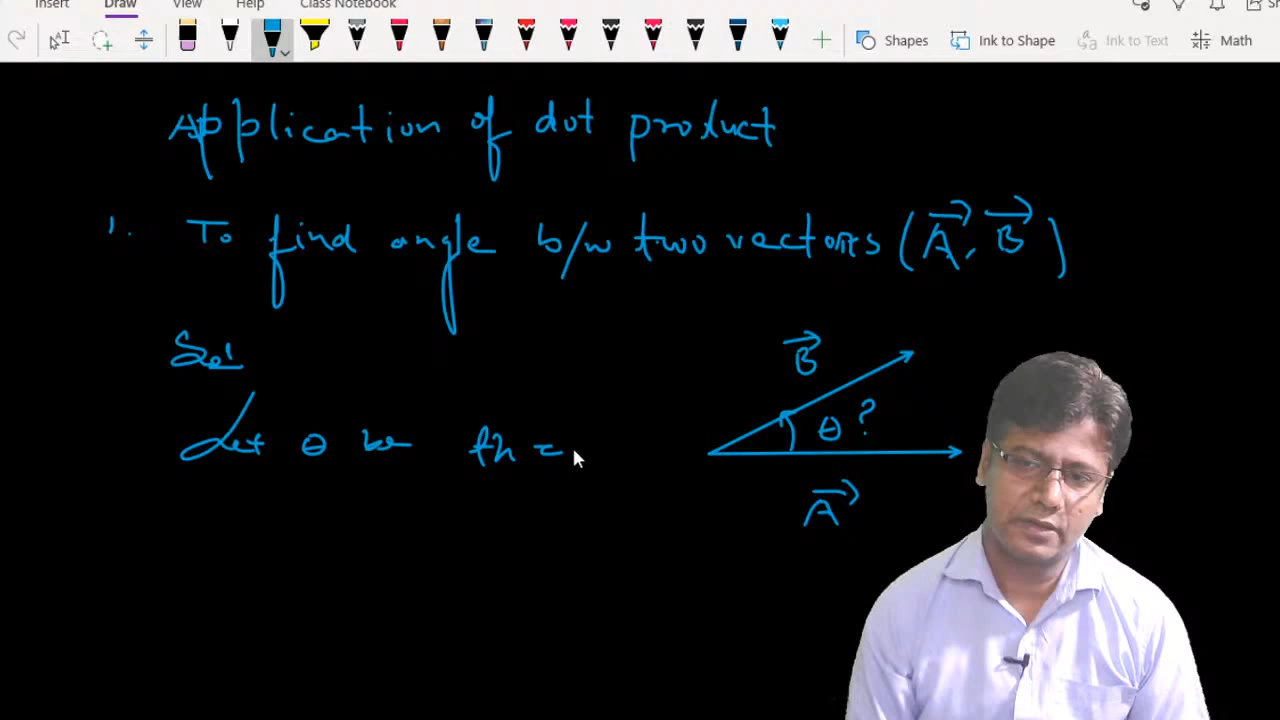 Insert Draw View Help Class Notebook
Shapes Ink to Shape Ink to Text Math
Application of dot product
1. To find angle b/w two vectors (A⃗, B⃗)
Sol
Let θ be the
B⃗
θ?
A⃗